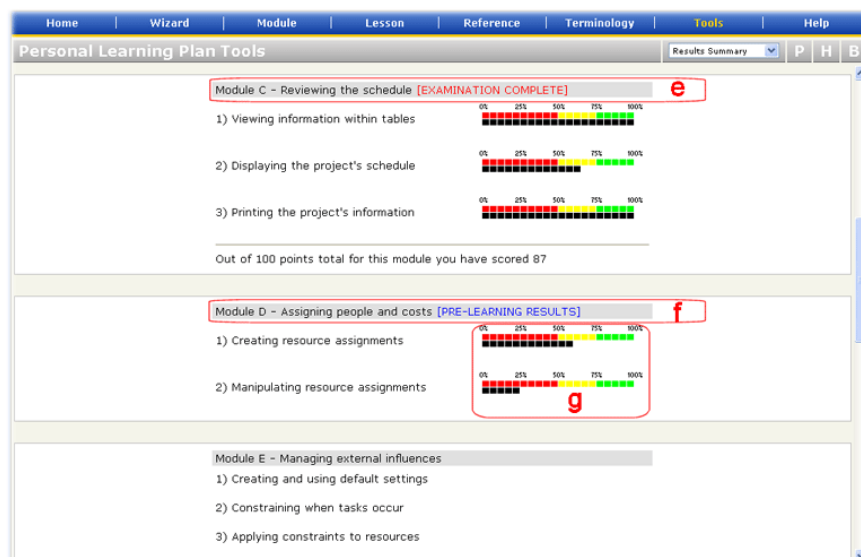 Home | Wizard | Module | Lesson | Reference | Terminology | Tools | Help
Personal Learning Plan Tools Results Summary P H B
Module C - Reviewing the schedule [EXAMINATION COMPLETE] e
0% 25% 50% 75% 100%
1) Viewing information within tables
0% 25% 50% 75% 100%
2) Displaying the project's schedule
0% 25% 50% 75% 100%
3) Printing the project's information
Out of 100 points total for this module you have scored 87
Module D - Assigning people and costs [PRE-LEARNING RESULTS] f
0% 25% 50% 75% 100%
1) Creating resource assignments
0% 25% 50% 75% 100%
2) Manipulating resource assignments
g
Module E - Managing external influences
1) Creating and using default settings
2) Constraining when tasks occur
3) Applying constraints to resources